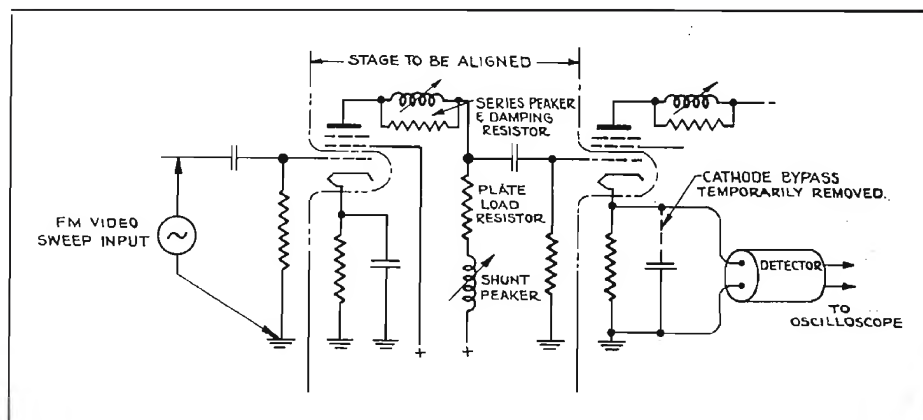 STAGE TO BE ALIGNED
SERIES PEAKER
& DAMPING
RESISTOR
CATHODE BYPASS
TEMPORARILY REMOVED.
PLATE
LOAD
RESISTOR
FM VIDEO
SWEEP INPUT
SHUNT
PEAKER
DETECTOR
TO
OSCILLOSCOPE
+
+